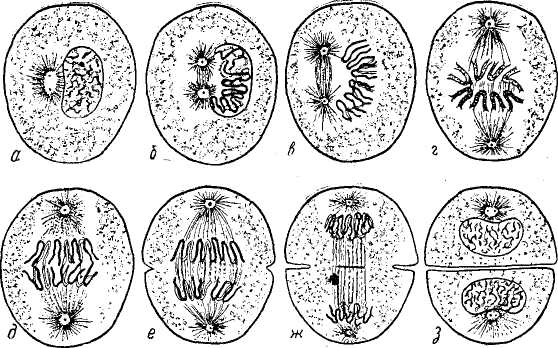 а б в г
д е ж з